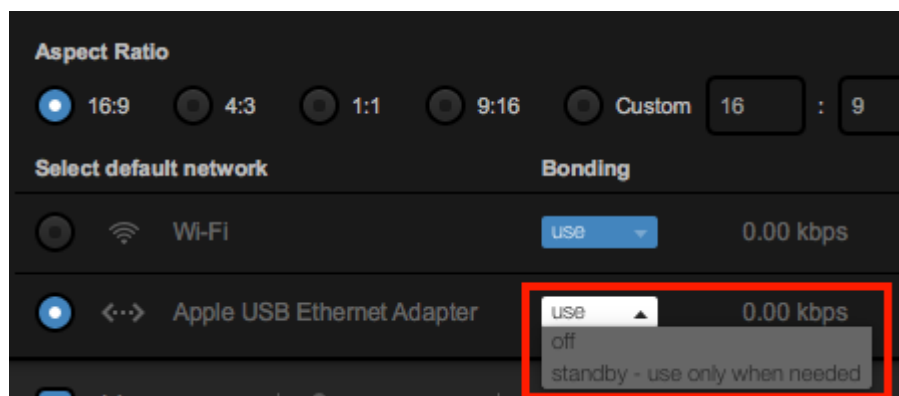 Aspect Ratio
16:9 4:3 1:1 9:16 Custom 16 : 9
Select default network Bonding
Wi-Fi use 0.00 kbps
Apple USB Ethernet Adapter use 0.00 kbps
off
standby - use only when needed